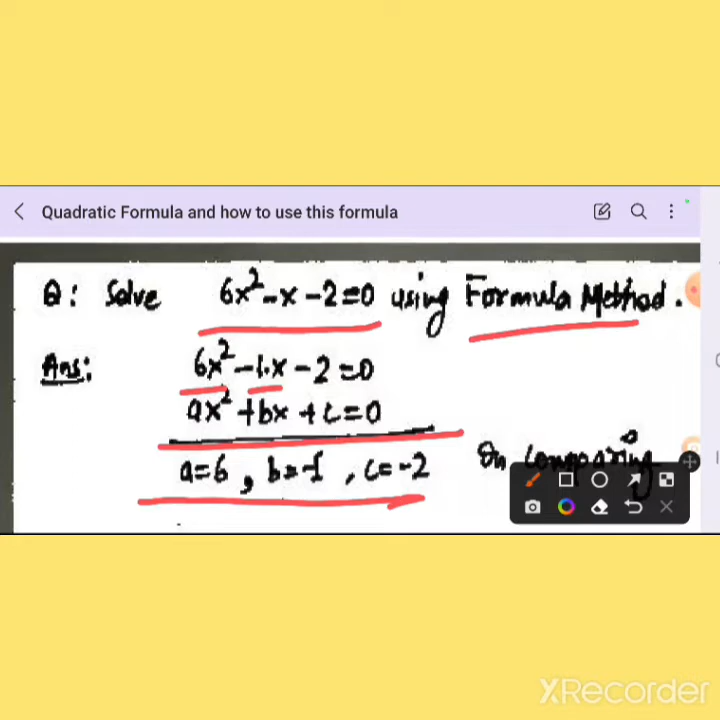 Quadratic Formula and how to use this formula
Q: Solve 6x²-x-2=0 using Formula Method.
Ans: 6x²-1·x-2=0
ax²+bx+c=0
a=6, b=-1, c=-2 On comparing
XRecorder